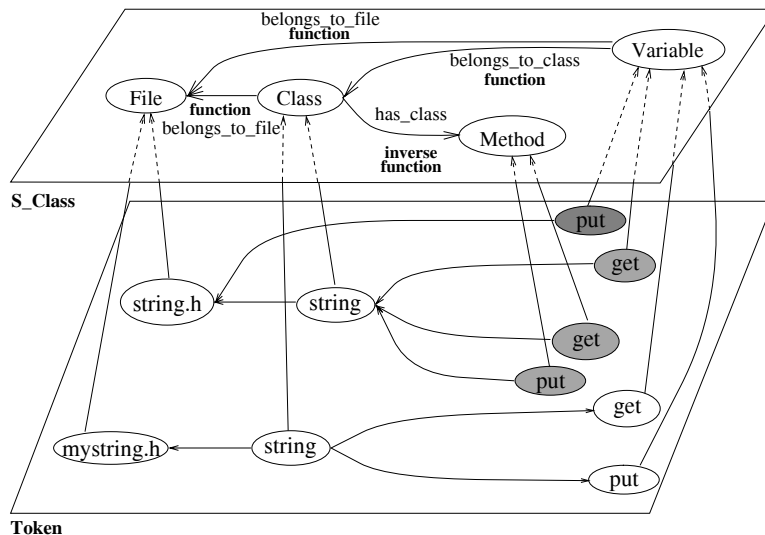 belongs_to_file
function
Variable
belongs_to_class
function
File
function
belongs_to_file
Class
has_class
Method
inverse
function
S_Class
put
get
string.h
string
get
put
get
mystring.h
string
put
Token